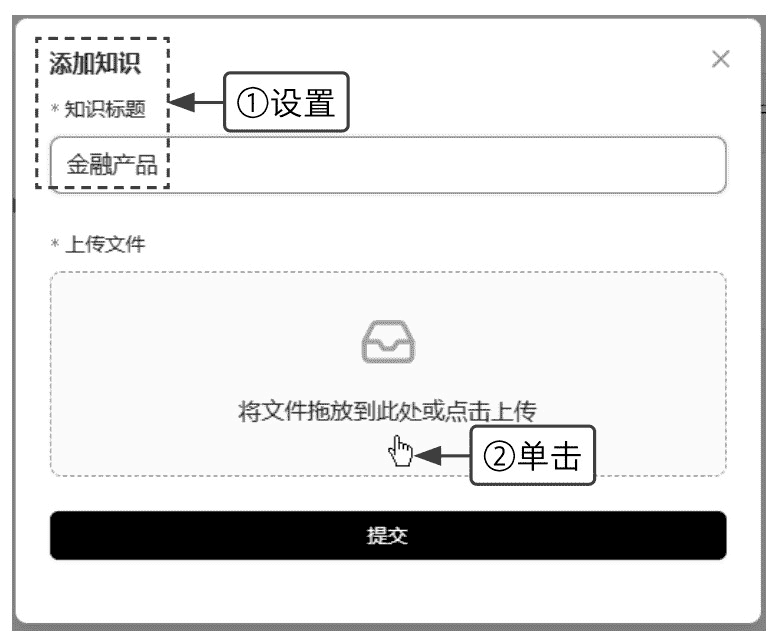 添加知识
* 知识标题
①设置
金融产品
* 上传文件
将文件拖放到此处或点击上传
②单击
提交